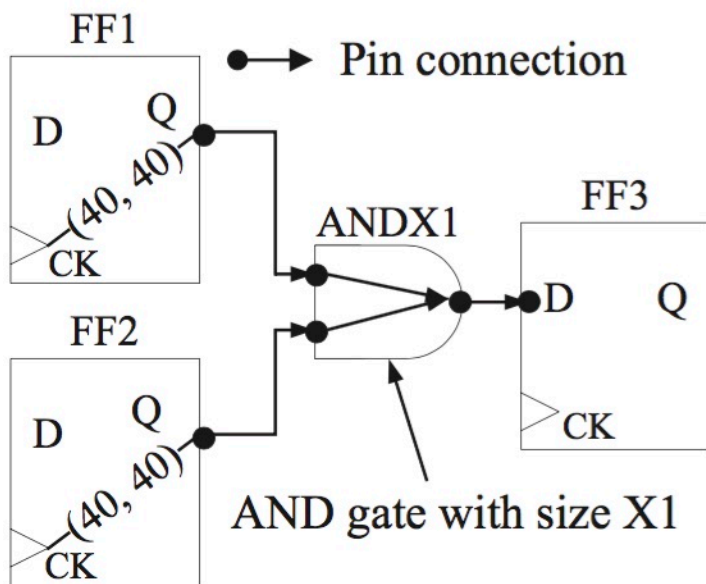 FF1
Pin connection
D
Q
(40, 40)
CK
ANDX1
FF3
D
Q
CK
FF2
D
Q
(40, 40)
CK
AND gate with size X1